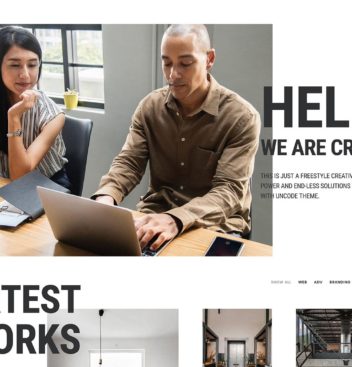 HEL
WE ARE CR
THIS IS JUST A FREESTYLE CREATIV
POWER AND END-LESS SOLUTIONS
WITH UNCODE THEME.
SHOW ALL WEB ADV BRANDING
ATEST
ORKS